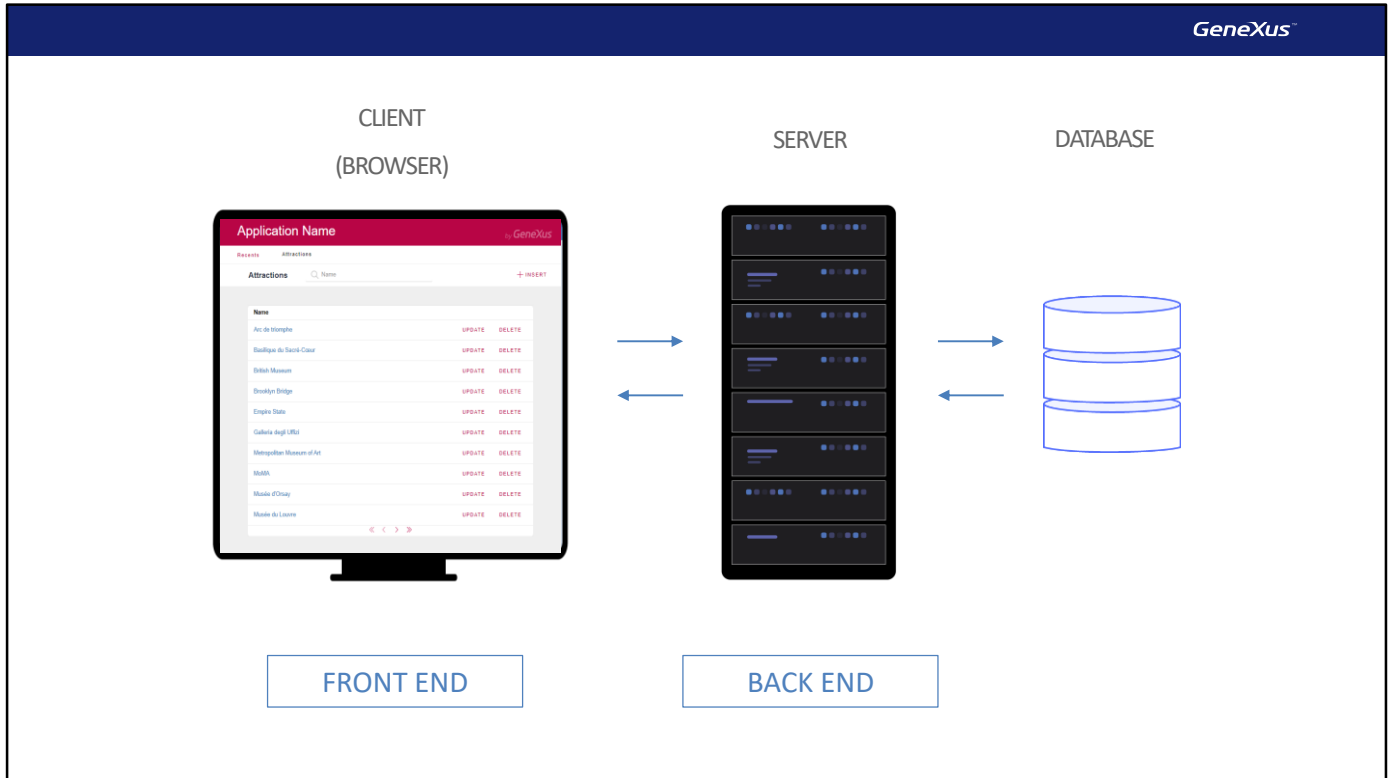 GeneXus™
CLIENT
(BROWSER)
SERVER
DATABASE
Application Name
by GeneXus
Recents Attractions
Attractions Name + INSERT
Name
Arc de triomphe UPDATE DELETE
Basilique du Sacré-Cœur UPDATE DELETE
British Museum UPDATE DELETE
Brooklyn Bridge UPDATE DELETE
Empire State UPDATE DELETE
Galleria degli Uffizi UPDATE DELETE
Metropolitan Museum of Art UPDATE DELETE
MoMA UPDATE DELETE
Musée d'Orsay UPDATE DELETE
Musée du Louvre UPDATE DELETE
FRONT END
BACK END